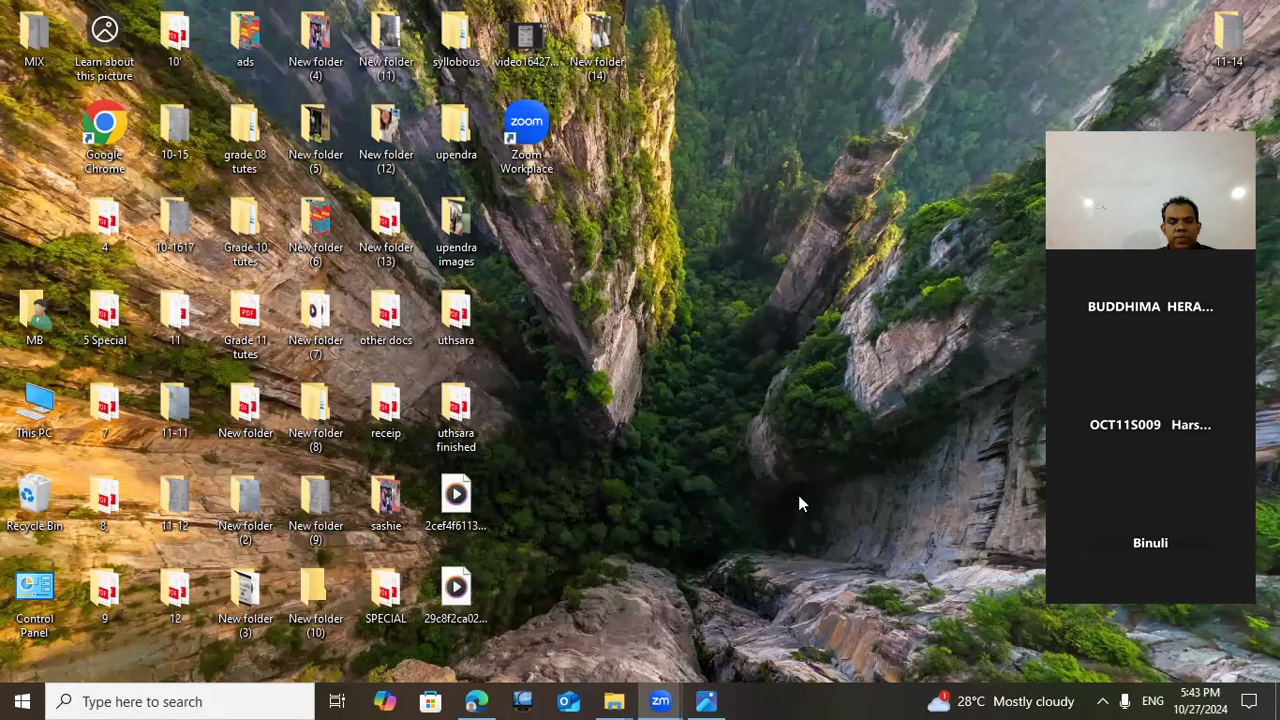 MIX
Learn about
this picture
10'
ads
New folder
(4)
New folder
(11)
syllobous
video16427...
New folder
(14)
11-14
Google
Chrome
10-15
grade 08
tutes
New folder
(5)
New folder
(12)
upendra
zoom
Zoom
Workplace
4
10-1617
Grade 10
tutes
New folder
(6)
New folder
(13)
upendra
images
MB
5 Special
11
PDF
Grade 11
tutes
New folder
(7)
other docs
uthsara
BUDDHIMA HERA...
This PC
7
11-11
New folder
New folder
(8)
receip
uthsara
finished
OCT11S009 Hars...
Recycle Bin
8,
11-12
New folder
(2)
New folder
(9)
sashie
2cef4f6113...
Binuli
Control
Panel
9
12
New folder
(3)
New folder
(10)
SPECIAL
29c8f2ca02...
Type here to search
zm
1
28°C Mostly cloudy
ENG
5:43 PM
10/27/2024